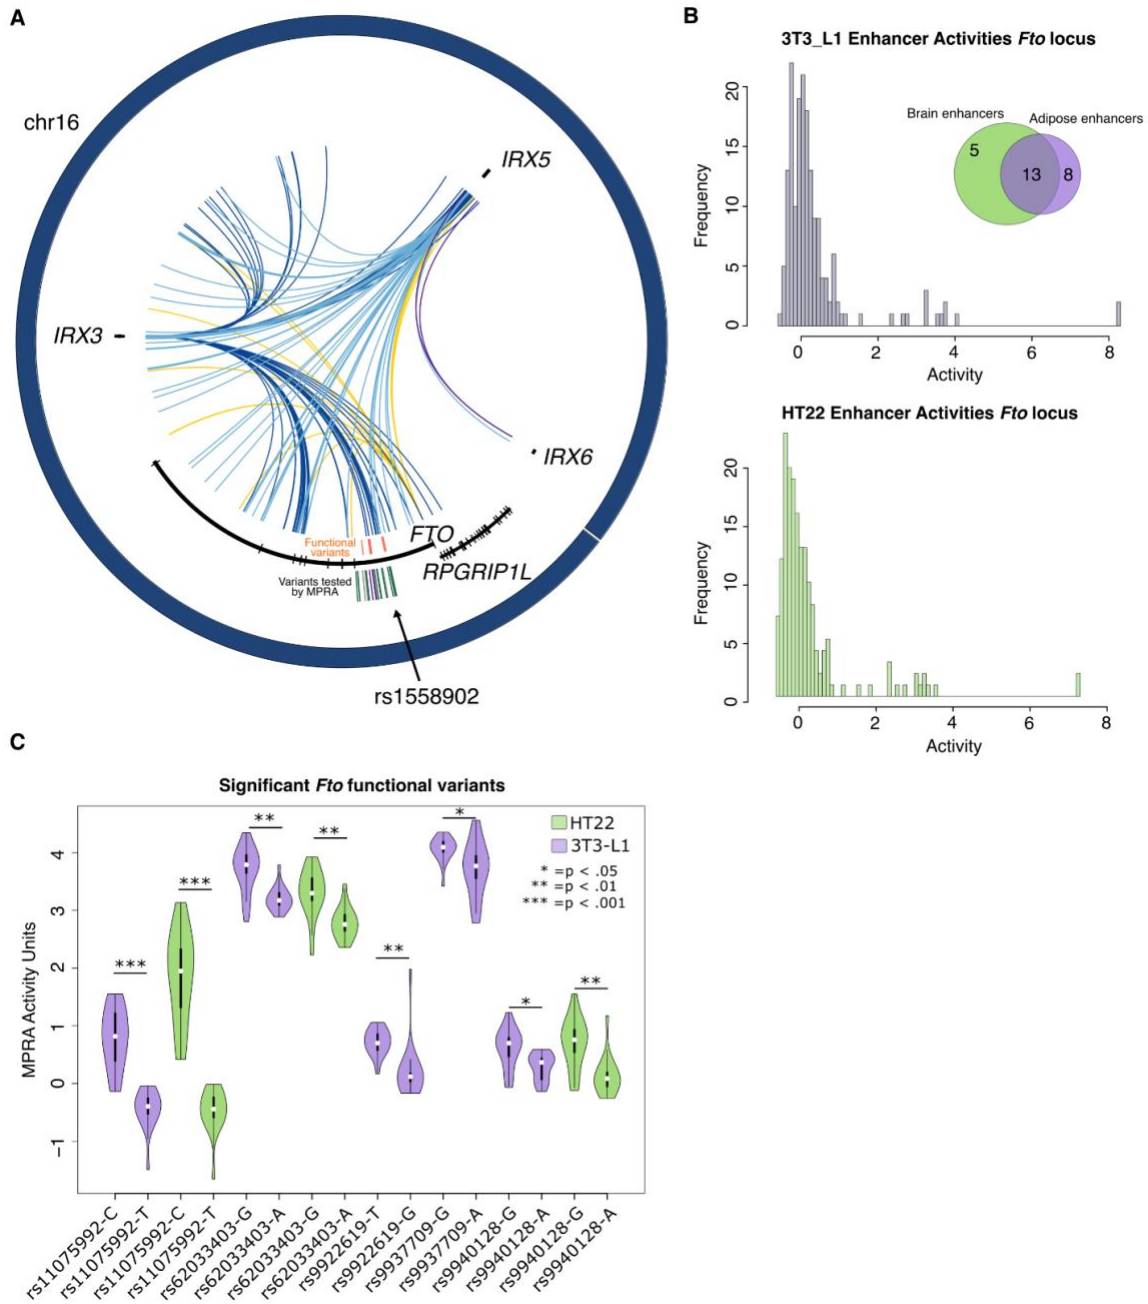 A
chr16
IRX5
IRX3
IRX6
Functional
variants
FTO
RPGRIP1L
Variants tested
by MPRA
rs1558902
B
3T3_L1 Enhancer Activities Fto locus
Brain enhancers
Adipose enhancers
5
13
8
Frequency
20
15
10
5
0
0 2 4 6 8
Activity
HT22 Enhancer Activities Fto locus
Frequency
20
15
10
5
0
0 2 4 6 8
Activity
C
Significant Fto functional variants
HT22
3T3-L1
* =p < .05
** =p < .01
*** =p < .001
MPRA Activity Units
4
3
2
1
0
−1
***
***
**
**
**
*
*
**
rs11075992-C
rs11075992-T
rs11075992-C
rs11075992-T
rs62033403-G
rs62033403-A
rs62033403-G
rs62033403-A
rs9922619-T
rs9922619-G
rs9937709-G
rs9937709-A
rs9940128-G
rs9940128-A
rs9940128-G
rs9940128-A